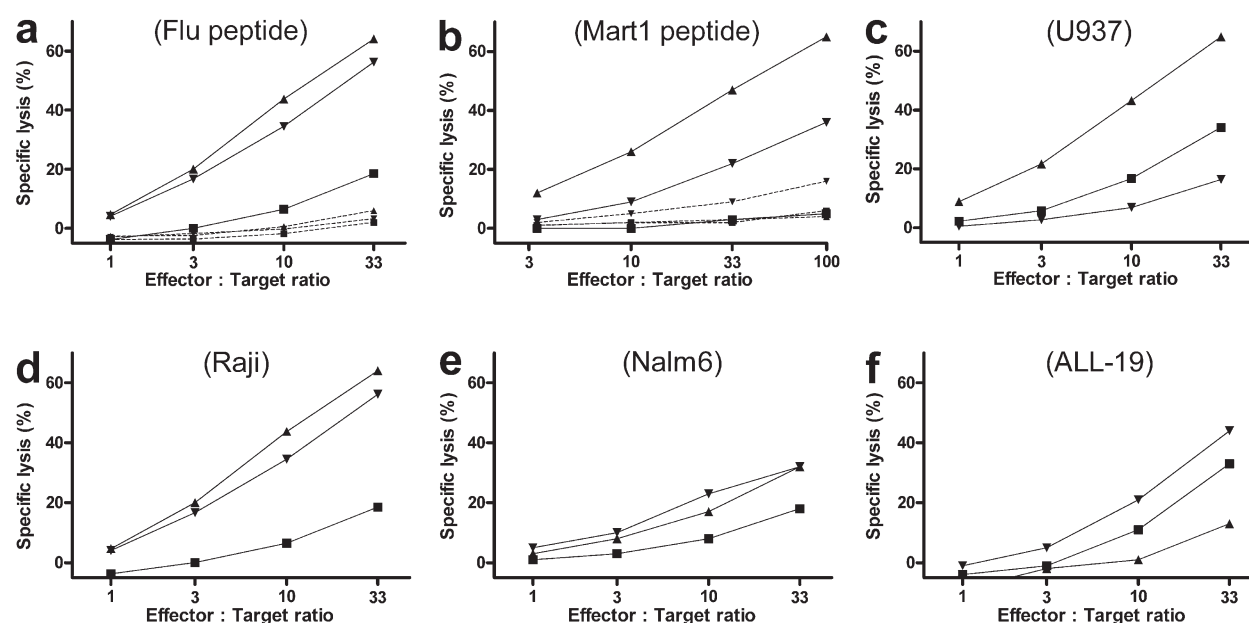 a (Flu peptide)
Specific lysis (%)
60
40
20
0
1 3 10 33
Effector : Target ratio
b (Mart1 peptide)
Specific lysis (%)
60
40
20
0
3 10 33 100
Effector : Target ratio
c (U937)
Specific lysis (%)
60
40
20
0
1 3 10 33
Effector : Target ratio
d (Raji)
Specific lysis (%)
60
40
20
0
1 3 10 33
Effector : Target ratio
e (Nalm6)
Specific lysis (%)
60
40
20
0
1 3 10 33
Effector : Target ratio
f (ALL-19)
Specific lysis (%)
60
40
20
0
1 3 10 33
Effector : Target ratio